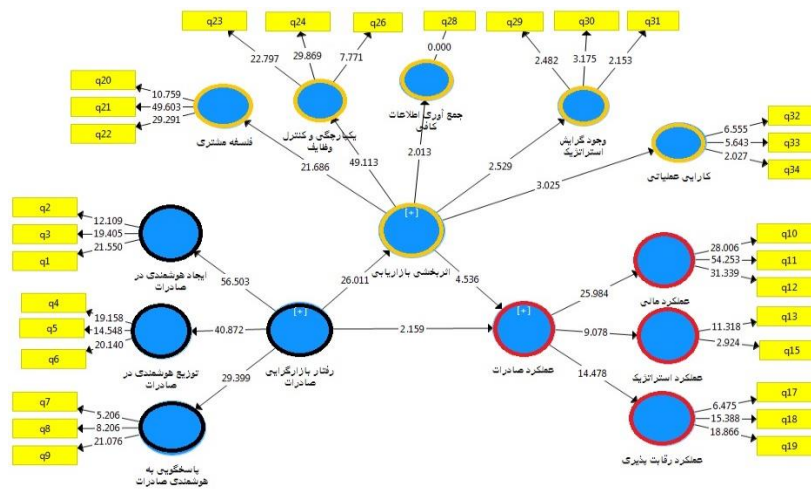 q23
q24
q26
q28
q29
q30
q31
22.797
29.869
7.771
0.000
2.482
3.175
2.153
q20
q21
q22
10.759
49.603
29.291
فلسفه مشتری
یکپارچگی و کنترل
وظایف
جمع آوری اطلاعات
کافی
وجود گرایش
استراتژیک
q32
q33
q34
6.555
5.643
2.027
کارایی عملیاتی
21.686
49.113
2.013
2.529
3.025
[+]
اثربخشی بازاریابی
q2
q3
q1
12.109
19.405
21.550
ایجاد هوشمندی در
صادرات
56.503
26.011
4.536
q10
q11
q12
28.006
54.253
31.339
عملکرد مالی
25.984
q4
q5
q6
19.158
14.548
20.140
توزیع هوشمندی در
صادرات
40.872
[+]
رفتار بازارگرایی
صادرات
2.159
[+]
عملکرد صادرات
9.078
q13
q15
11.318
2.924
عملکرد استراتژیک
29.399
14.478
q7
q8
q9
5.206
8.206
21.076
پاسخگویی به
هوشمندی صادرات
q17
q18
q19
6.475
15.388
18.866
عملکرد رقابت پذیری